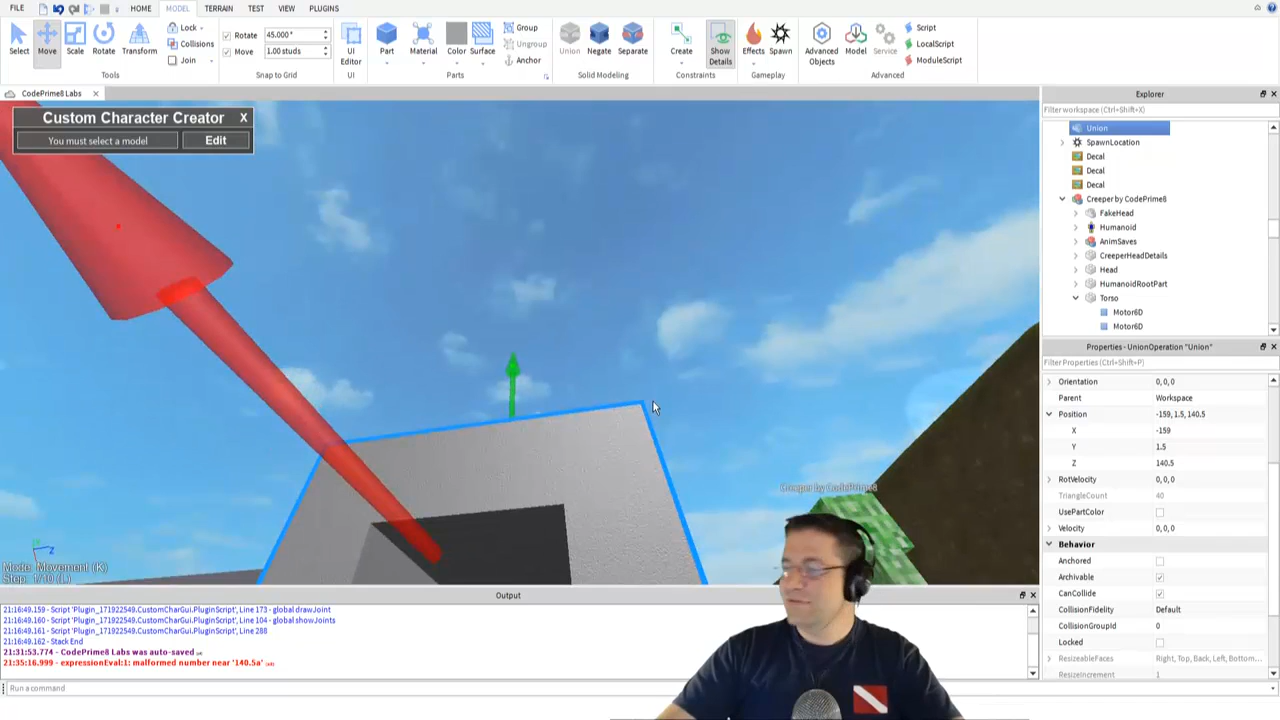 FILE HOME MODEL TERRAIN TEST VIEW PLUGINS
Select Move Scale Rotate Transform
Lock
Collisions
Join
Tools
Rotate 45.000 °
Move 1.00 studs
Snap to Grid
UI Editor
UI
Part Material Color Surface
Group
Ungroup
Anchor
Parts
Union Negate Separate
Solid Modeling
Create Show Details
Constraints
Effects Spawn
Gameplay
Advanced Objects Model Service
Script
LocalScript
ModuleScript
Advanced
CodePrime8 Labs x
Custom Character Creator X
You must select a model Edit
Creeper by CodePrime8
Z
Mode: Movement (K)
Step: 1/10 (L)
Explorer
Filter workspace (Ctrl+Shift+X)
Union
SpawnLocation
Decal
Decal
Decal
Creeper by CodePrime8
FakeHead
Humanoid
AnimSaves
CreeperHeadDetails
Head
HumanoidRootPart
Torso
Motor6D
Motor6D
Properties - UnionOperation "Union"
Filter Properties (Ctrl+Shift+P)
Orientation 0, 0, 0
Parent Workspace
Position -159, 1.5, 140.5
X -159
Y 1.5
Z 140.5
RotVelocity 0, 0, 0
TriangleCount 40
UsePartColor
Velocity 0, 0, 0
Behavior
Anchored
Archivable
CanCollide
CollisionFidelity Default
CollisionGroupId 0
Locked
ResizeableFaces Right, Top, Back, Left, Bottom...
ResizeIncrement 1
Output
21:16:49.159 - Script 'Plugin_171922549.CustomCharGui.PluginScript', Line 173 - global drawJoint
21:16:49.160 - Script 'Plugin_171922549.CustomCharGui.PluginScript', Line 104 - global showJoints
21:16:49.161 - Script 'Plugin_171922549.CustomCharGui.PluginScript', Line 288
21:16:49.162 - Stack End
21:31:53.774 - CodePrime8 Labs was auto-saved
21:35:16.999 - expressionEval:1: malformed number near '140.5a'
Run a command